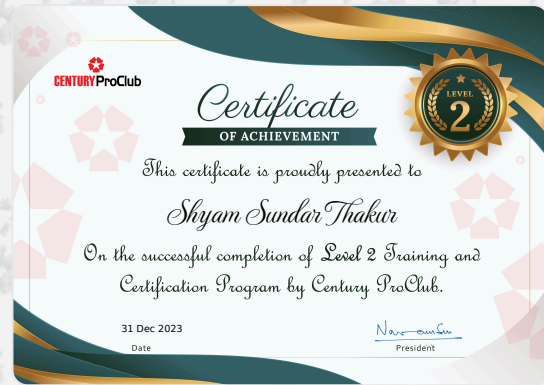 CENTURY ProClub
LEVEL
2
Certificate
OF ACHIEVEMENT
This certificate is proudly presented to
Shyam Sundar Thakur
On the successful completion of Level 2 Training and
Certification Program by Century ProClub.
31 Dec 2023
Date
President